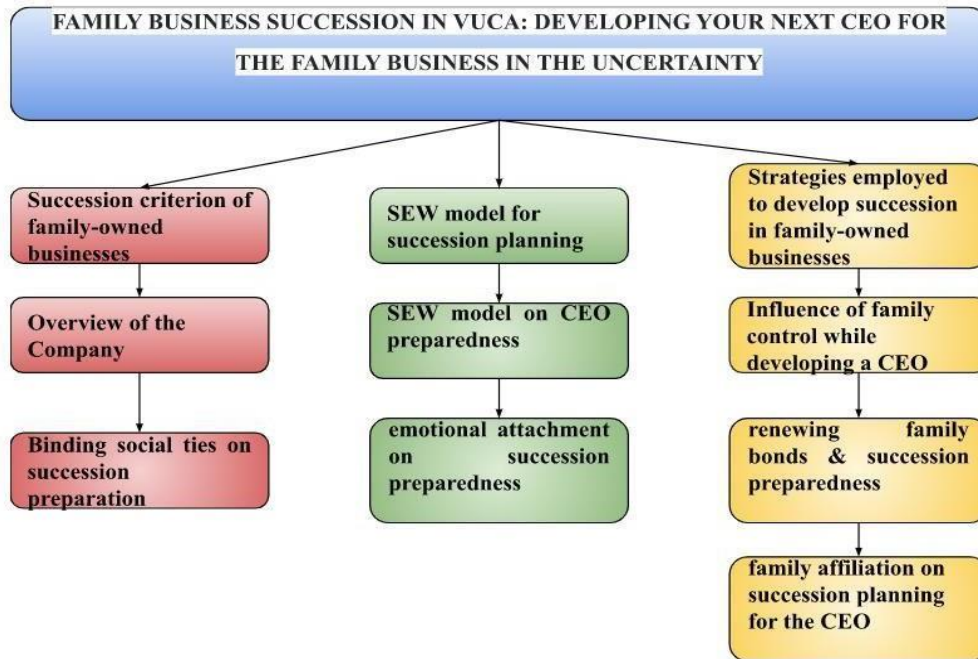 FAMILY BUSINESS SUCCESSION IN VUCA: DEVELOPING YOUR NEXT CEO FOR
THE FAMILY BUSINESS IN THE UNCERTAINTY
Succession criterion of
family-owned
businesses
Overview of the
Company
Binding social ties on
succession
preparation
SEW model for
succession planning
SEW model on CEO
preparedness
emotional attachment
on succession
preparedness
Strategies employed
to develop succession
in family-owned
businesses
Influence of family
control while
developing a CEO
renewing family
bonds & succession
preparedness
family affiliation on
succession planning
for the CEO